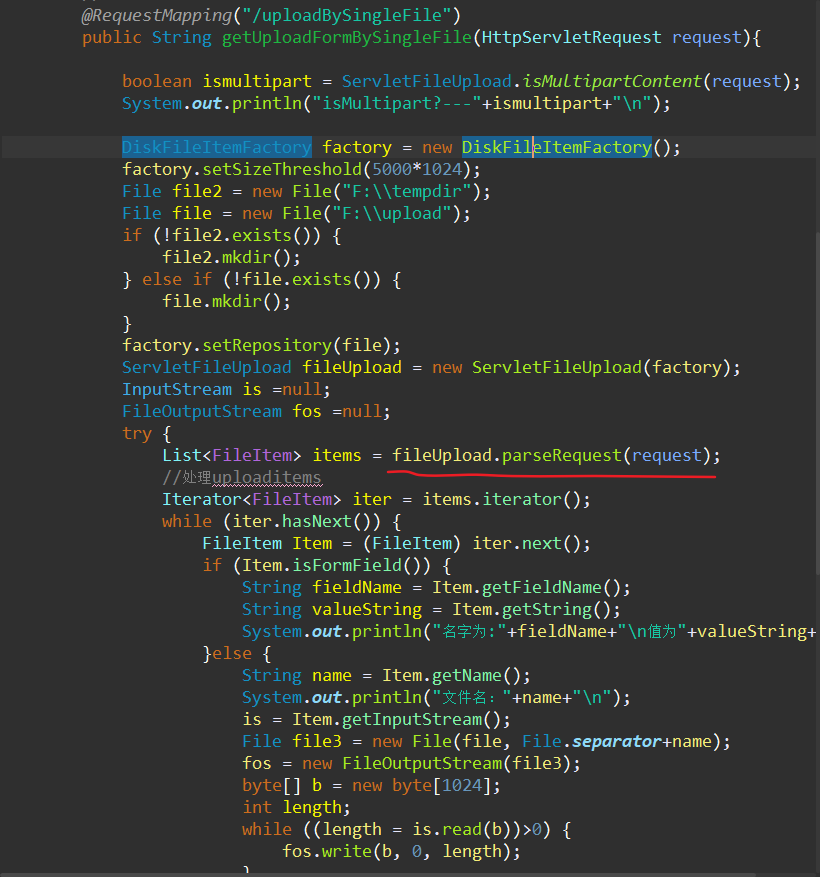 @RequestMapping("/uploadBySingleFile")
public String getUploadFormBySingleFile(HttpServletRequest request){
boolean ismultipart = ServletFileUpload.isMultipartContent(request);
System.out.println("isMultipart?---"+ismultipart+"\n");
DiskFileItemFactory factory = new DiskFileItemFactory();
factory.setSizeThreshold(5000*1024);
File file2 = new File("F:\\tempdir");
File file = new File("F:\\upload");
if (!file2.exists()) {
file2.mkdir();
} else if (!file.exists()) {
file.mkdir();
}
factory.setRepository(file);
ServletFileUpload fileUpload = new ServletFileUpload(factory);
InputStream is =null;
FileOutputStream fos =null;
try {
List<FileItem> items = fileUpload.parseRequest(request);
//处理uploaditems
Iterator<FileItem> iter = items.iterator();
while (iter.hasNext()) {
FileItem Item = (FileItem) iter.next();
if (Item.isFormField()) {
String fieldName = Item.getFieldName();
String valueString = Item.getString();
System.out.println("名字为:"+fieldName+"\n值为"+valueString+
}else {
String name = Item.getName();
System.out.println("文件名："+name+"\n");
is = Item.getInputStream();
File file3 = new File(file, File.separator+name);
fos = new FileOutputStream(file3);
byte[] b = new byte[1024];
int length;
while ((length = is.read(b))>0) {
fos.write(b, 0, length);